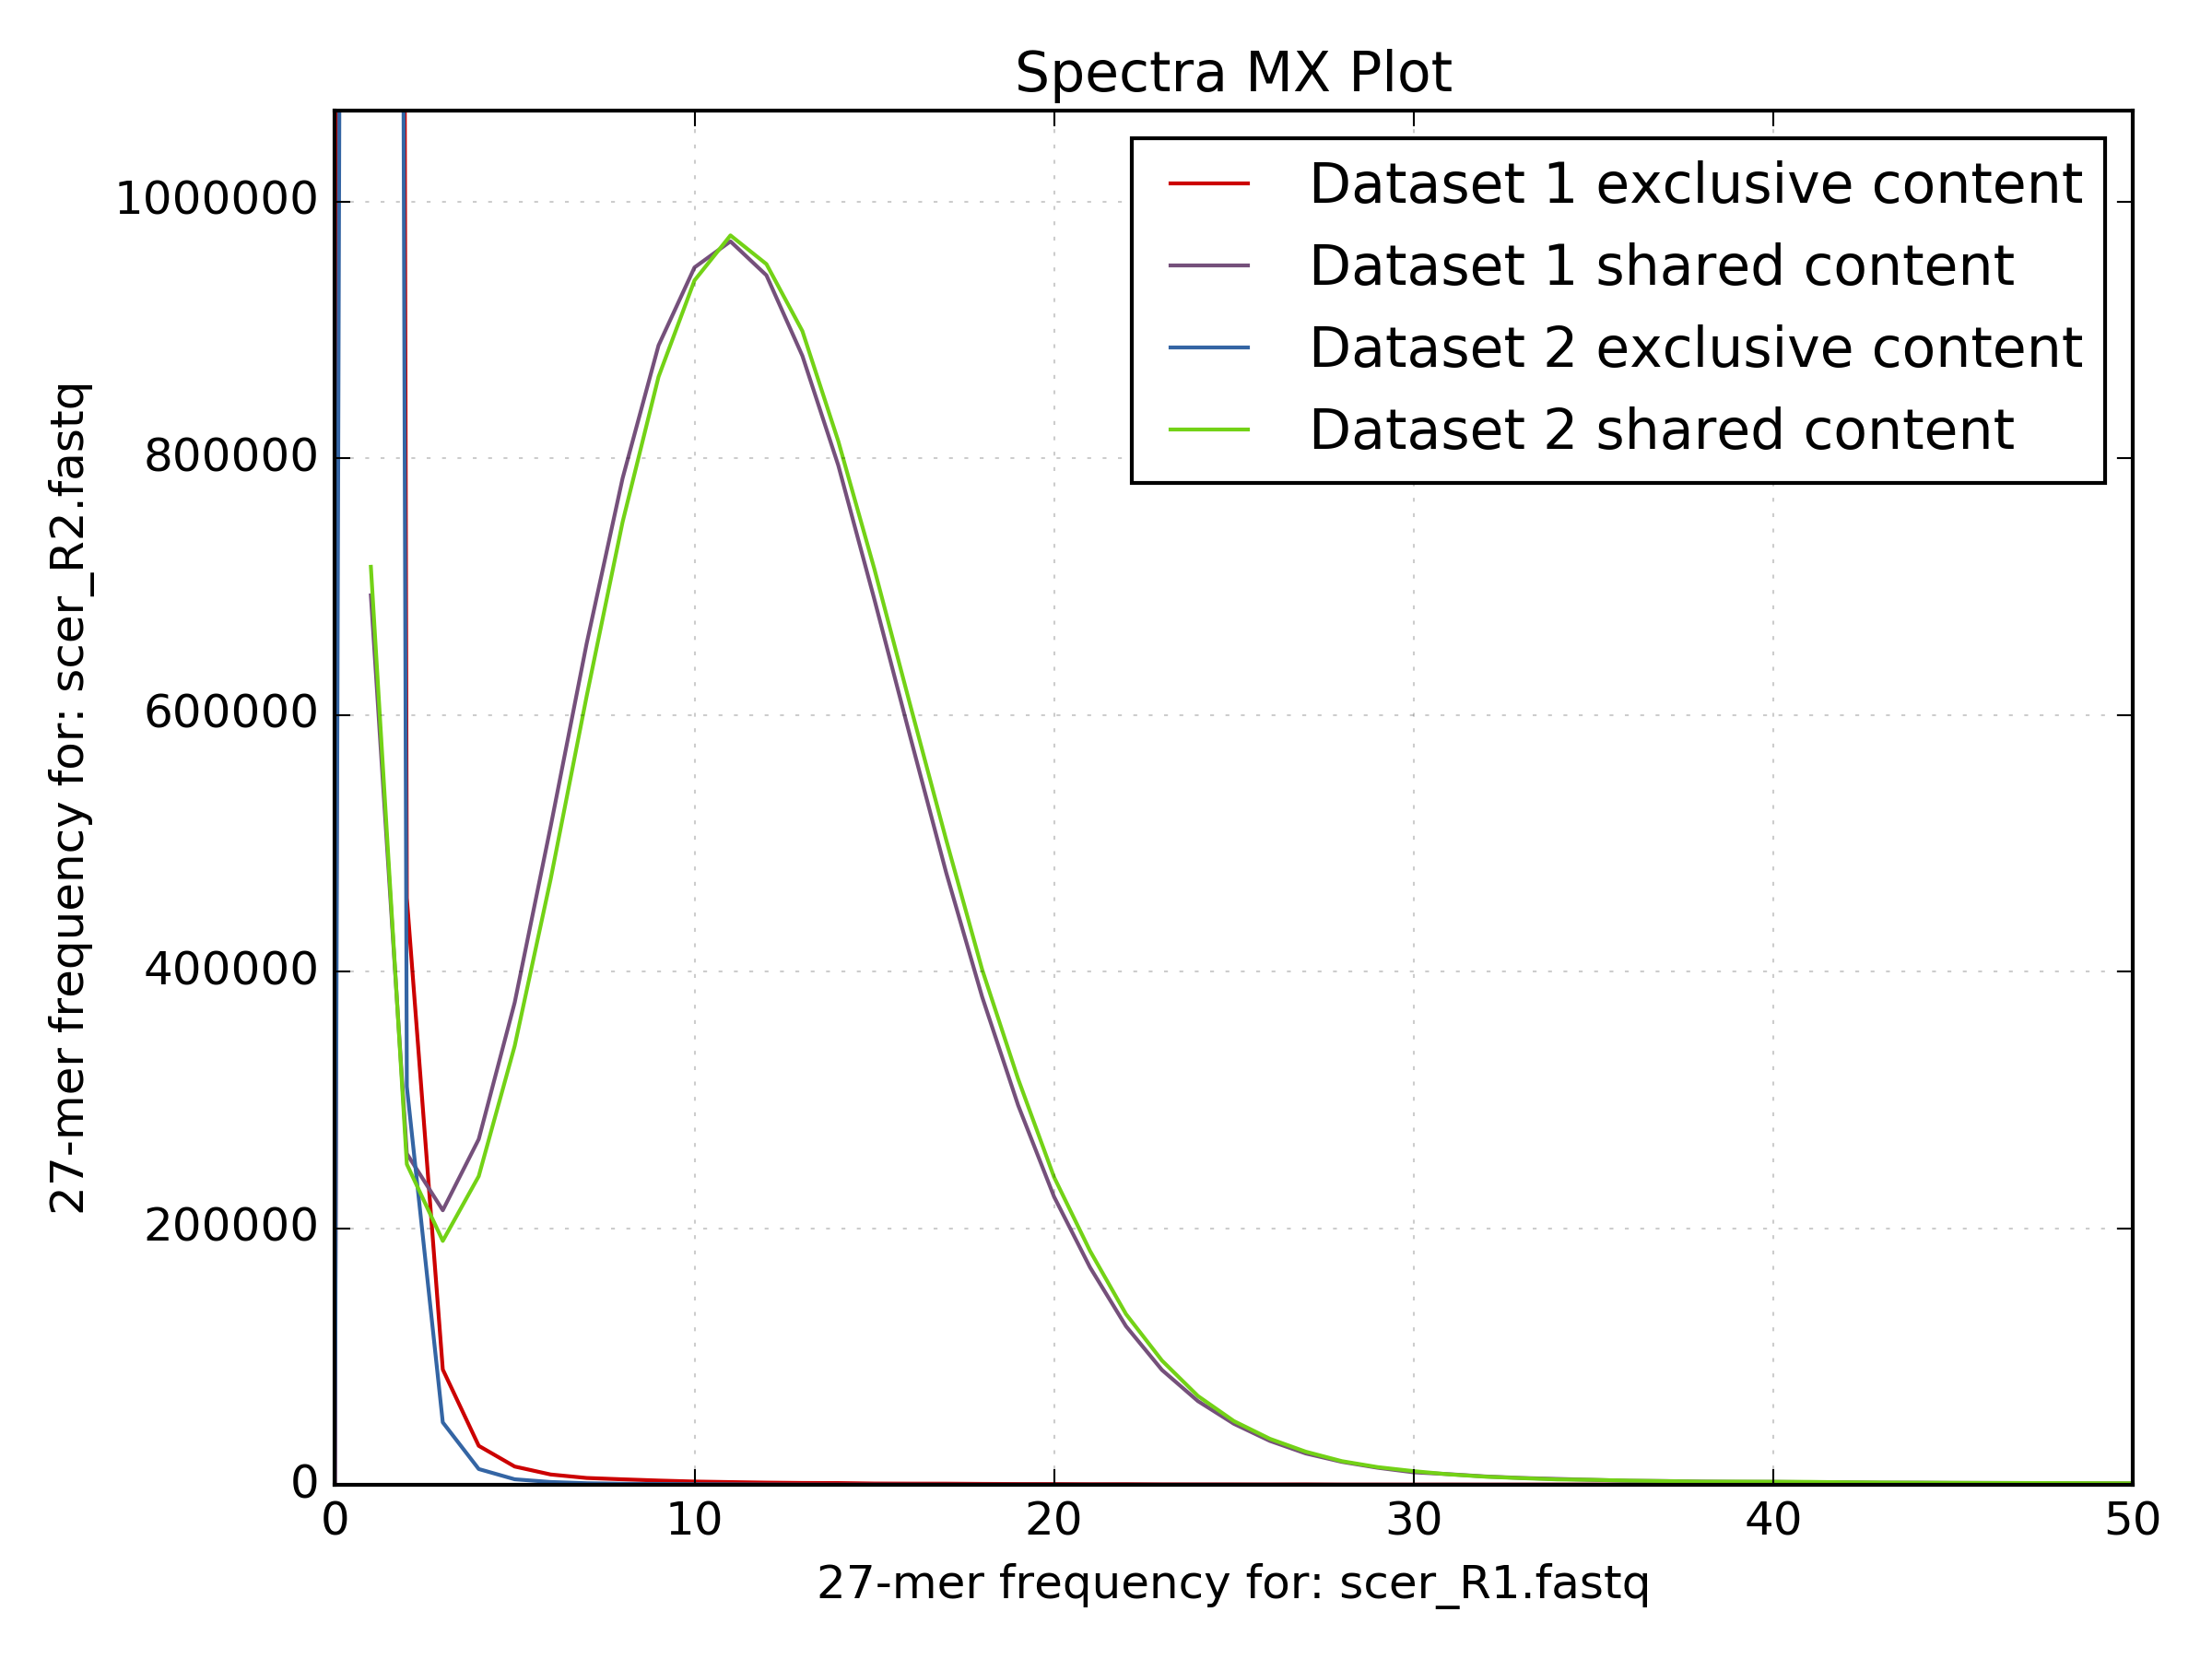 Spectra MX Plot
1000000
800000
600000
400000
200000
0
27-mer frequency for: scer_R2.fastq
Dataset 1 exclusive content
Dataset 1 shared content
Dataset 2 exclusive content
Dataset 2 shared content
0 10 20 30 40 50
27-mer frequency for: scer_R1.fastq